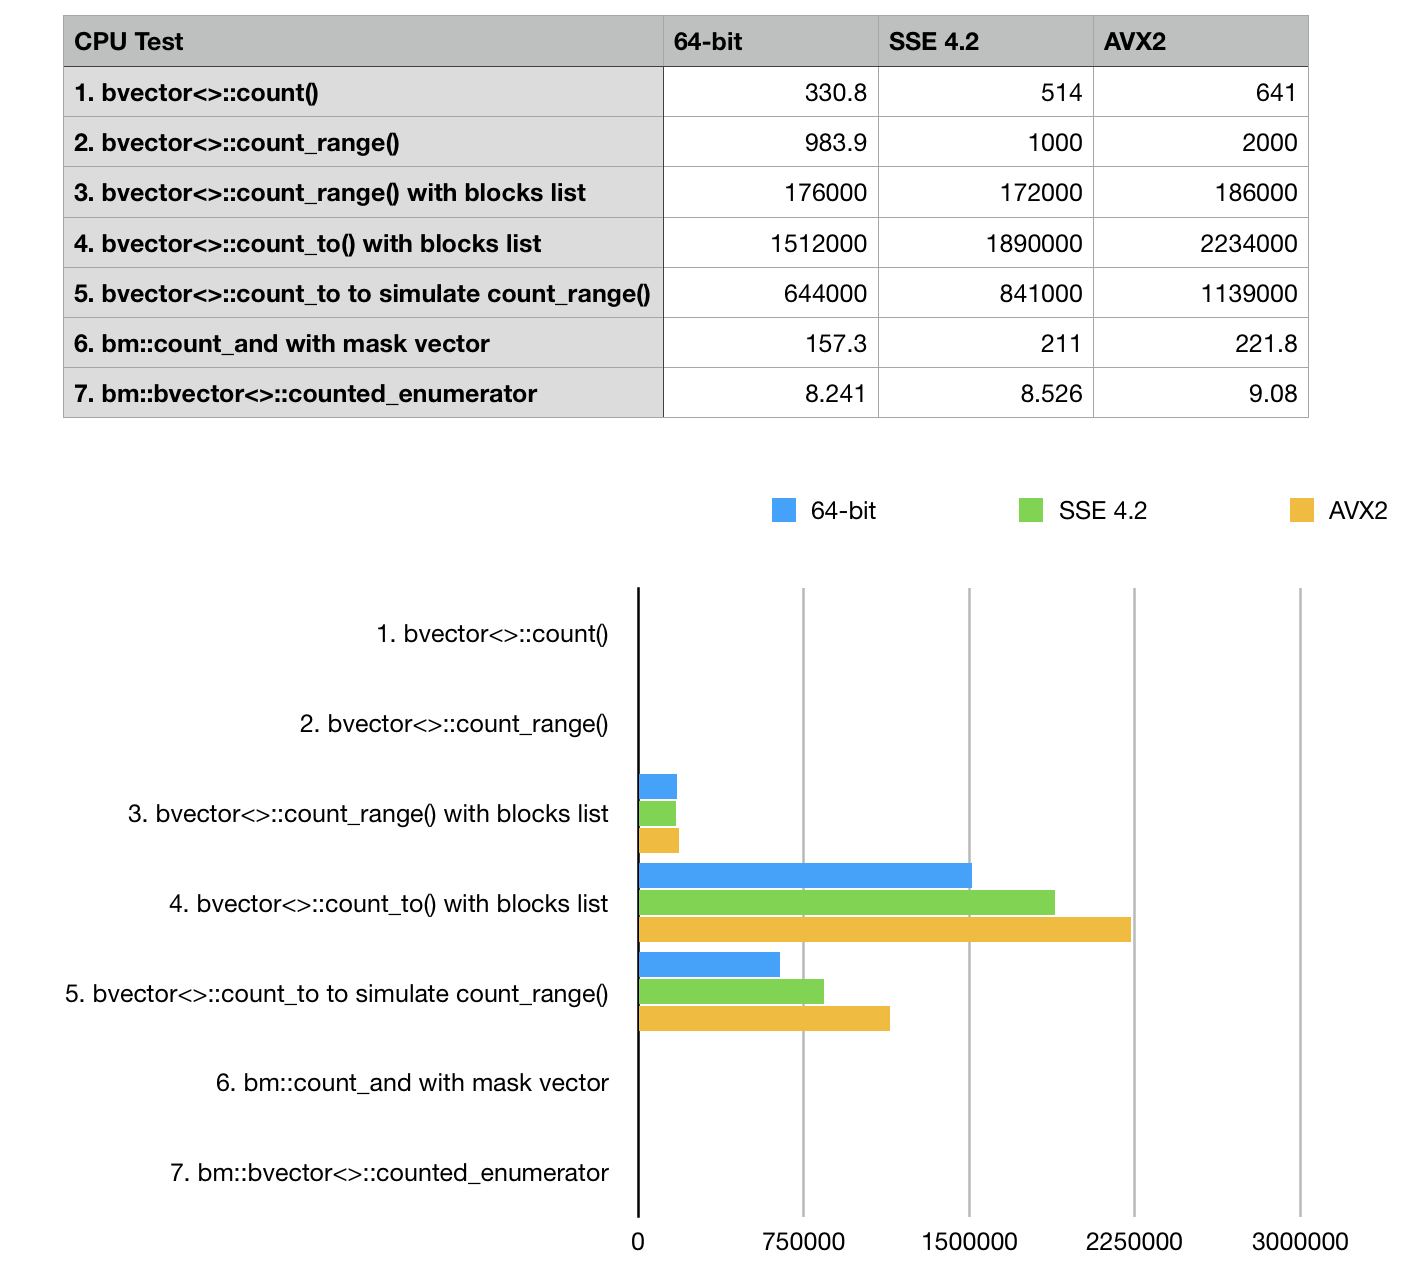 CPU Test 64-bit SSE 4.2 AVX2
1. bvector<>::count() 330.8 514 641
2. bvector<>::count_range() 983.9 1000 2000
3. bvector<>::count_range() with blocks list 176000 172000 186000
4. bvector<>::count_to() with blocks list 1512000 1890000 2234000
5. bvector<>::count_to to simulate count_range() 644000 841000 1139000
6. bm::count_and with mask vector 157.3 211 221.8
7. bm::bvector<>::counted_enumerator 8.241 8.526 9.08
64-bit SSE 4.2 AVX2
1. bvector<>::count()
2. bvector<>::count_range()
3. bvector<>::count_range() with blocks list
4. bvector<>::count_to() with blocks list
5. bvector<>::count_to to simulate count_range()
6. bm::count_and with mask vector
7. bm::bvector<>::counted_enumerator
0 750000 1500000 2250000 3000000